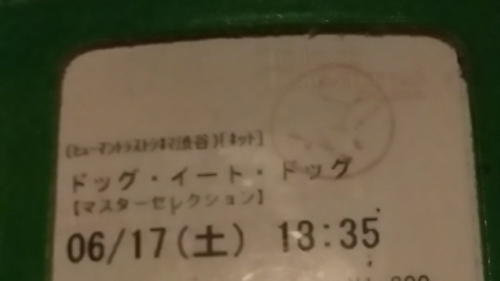 (ﾋｭｰﾏﾝﾄﾗｽﾄｼﾈﾏ渋谷)[ﾈｯﾄ]
ドッグ・イート・ドッグ
【マスターセレクション】
06/17(土) 18:35